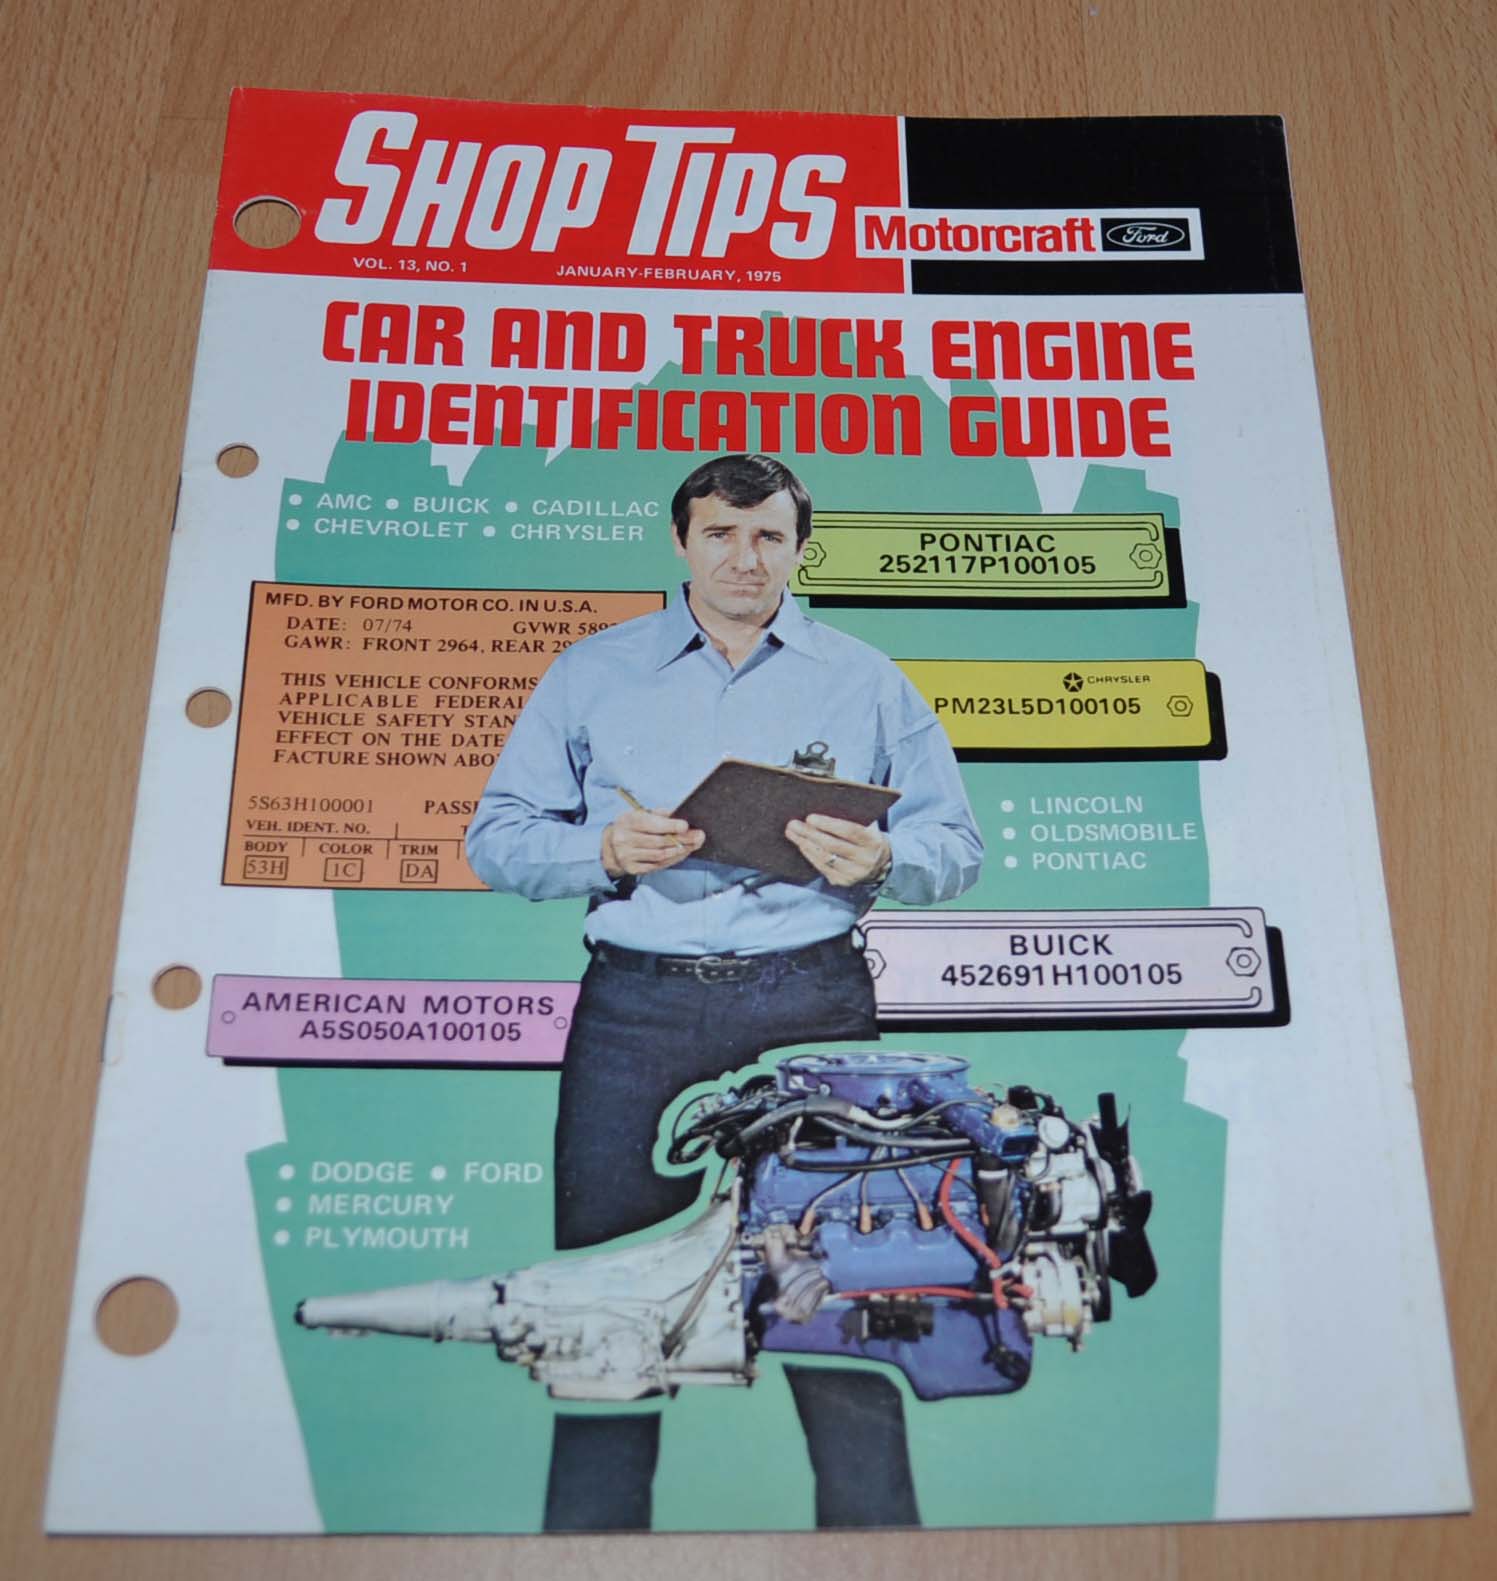 SHOP TIPS
Motorcraft Ford
VOL. 13, NO. 1 JANUARY-FEBRUARY, 1975
CAR AND TRUCK ENGINE
IDENTIFICATION GUIDE
• AMC • BUICK • CADILLAC
• CHEVROLET • CHRYSLER
PONTIAC
252117P100105
MFD. BY FORD MOTOR CO. IN U.S.A.
DATE: 07/74 GVWR
GAWR: FRONT 2964, REAR
THIS VEHICLE CONFORMS
APPLICABLE FEDERAL
VEHICLE SAFETY
EFFECT ON THE DATE
FACTURE SHOWN
5S63H100001
VEH. IDENT. NO.
BODY COLOR TRIM
53H 1C DA
CHRYSLER
PM23L5D100105
• LINCOLN
• OLDSMOBILE
• PONTIAC
BUICK
452691H100105
AMERICAN MOTORS
A5S050A100105
• DODGE • FORD
• MERCURY
• PLYMOUTH